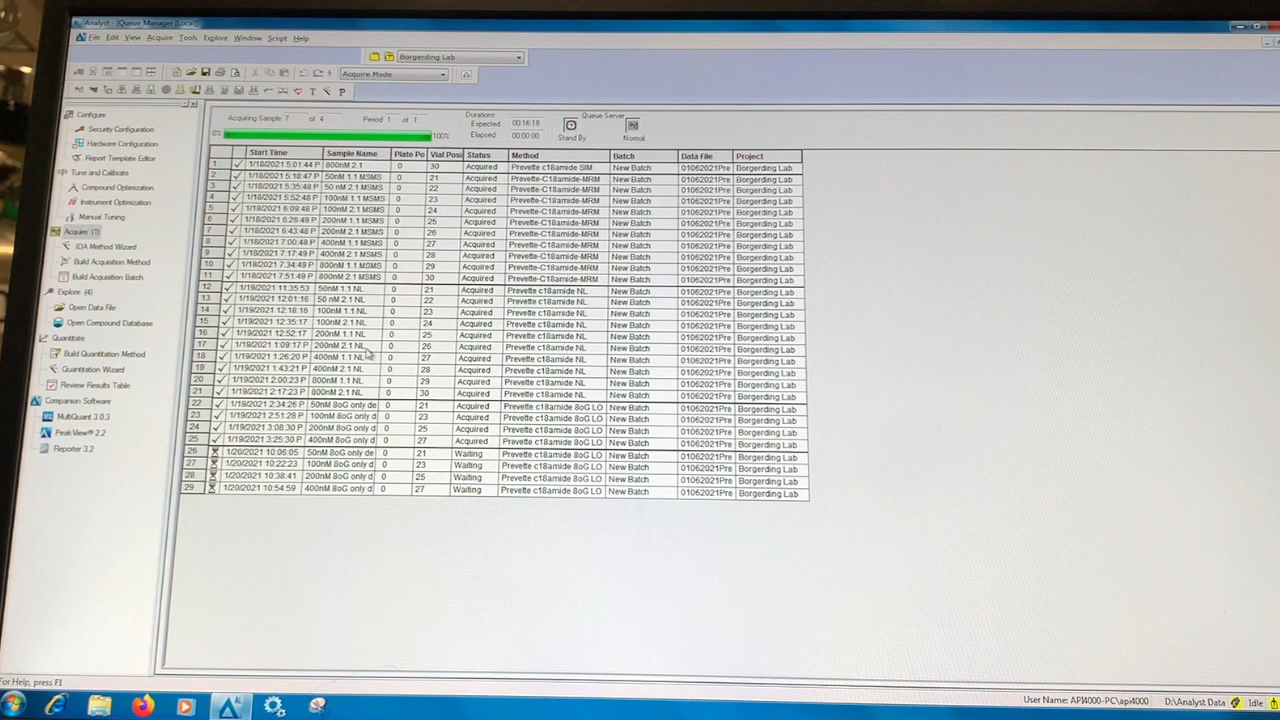 Analyst - [Queue Manager (Local)]
File Edit View Acquire Tools Explore Window Script Help
Borgerding Lab
Acquire Mode
Configure
Security Configuration
Hardware Configuration
Report Template Editor
Tune and Calibrate
Compound Optimization
Instrument Optimization
Manual Tuning
Acquire (1)
IDA Method Wizard
Build Acquisition Method
Build Acquisition Batch
Explore (4)
Open Data File
Open Compound Database
Quantitate
Build Quantitation Method
Quantitation Wizard
Review Results Table
Companion Software
MultiQuant 3.0.3
PeakView® 2.2
Reporter 3.2
Acquiring Sample 7 of 4 Period 1 of 1
0% 100%
Durations
Expected 00:16:18
Elapsed 00:00:00
Queue Server
Stand By Normal
Start Time Sample Name Plate Po Vial Posi Status Method Batch Data File Project
1 1/18/2021 5:01:44 P 800nM 2.1 0 30 Acquired Prevette c18amide SIM New Batch 01062021Pre Borgerding Lab
2 1/18/2021 5:18:47 P 50nM 1.1 MSMS 0 21 Acquired Prevette-C18amide-MRM New Batch 01062021Pre Borgerding Lab
3 1/18/2021 5:35:48 P 50 nM 2.1 MSMS 0 22 Acquired Prevette-C18amide-MRM New Batch 01062021Pre Borgerding Lab
4 1/18/2021 5:52:48 P 100nM 1.1 MSMS 0 23 Acquired Prevette-C18amide-MRM New Batch 01062021Pre Borgerding Lab
5 1/18/2021 6:09:48 P 100nM 2.1 MSMS 0 24 Acquired Prevette-C18amide-MRM New Batch 01062021Pre Borgerding Lab
6 1/18/2021 6:26:49 P 200nM 1.1 MSMS 0 25 Acquired Prevette-C18amide-MRM New Batch 01062021Pre Borgerding Lab
7 1/18/2021 6:43:48 P 200nM 2.1 MSMS 0 26 Acquired Prevette-C18amide-MRM New Batch 01062021Pre Borgerding Lab
8 1/18/2021 7:00:48 P 400nM 1.1 MSMS 0 27 Acquired Prevette-C18amide-MRM New Batch 01062021Pre Borgerding Lab
9 1/18/2021 7:17:49 P 400nM 2.1 MSMS 0 28 Acquired Prevette-C18amide-MRM New Batch 01062021Pre Borgerding Lab
10 1/18/2021 7:34:49 P 800nM 1.1 MSMS 0 29 Acquired Prevette-C18amide-MRM New Batch 01062021Pre Borgerding Lab
11 1/18/2021 7:51:49 P 800nM 2.1 MSMS 0 30 Acquired Prevette-C18amide-MRM New Batch 01062021Pre Borgerding Lab
12 1/19/2021 11:35:53 50nM 1.1 NL 0 21 Acquired Prevette c18amide NL New Batch 01062021Pre Borgerding Lab
13 1/19/2021 12:01:16 50 nM 2.1 NL 0 22 Acquired Prevette c18amide NL New Batch 01062021Pre Borgerding Lab
14 1/19/2021 12:18:16 100nM 1.1 NL 0 23 Acquired Prevette c18amide NL New Batch 01062021Pre Borgerding Lab
15 1/19/2021 12:35:17 100nM 2.1 NL 0 24 Acquired Prevette c18amide NL New Batch 01062021Pre Borgerding Lab
16 1/19/2021 12:52:17 200nM 1.1 NL 0 25 Acquired Prevette c18amide NL New Batch 01062021Pre Borgerding Lab
17 1/19/2021 1:09:17 P 200nM 2.1 NL 0 26 Acquired Prevette c18amide NL New Batch 01062021Pre Borgerding Lab
18 1/19/2021 1:26:20 P 400nM 1.1 NL 0 27 Acquired Prevette c18amide NL New Batch 01062021Pre Borgerding Lab
19 1/19/2021 1:43:21 P 400nM 2.1 NL 0 28 Acquired Prevette c18amide NL New Batch 01062021Pre Borgerding Lab
20 1/19/2021 2:00:23 P 800nM 1.1 NL 0 29 Acquired Prevette c18amide NL New Batch 01062021Pre Borgerding Lab
21 1/19/2021 2:17:23 P 800nM 2.1 NL 0 30 Acquired Prevette c18amide NL New Batch 01062021Pre Borgerding Lab
22 1/19/2021 2:34:26 P 50nM 8oG only de 0 21 Acquired Prevette c18amide 8oG LO New Batch 01062021Pre Borgerding Lab
23 1/19/2021 2:51:28 P 100nM 8oG only d 0 23 Acquired Prevette c18amide 8oG LO New Batch 01062021Pre Borgerding Lab
24 1/19/2021 3:08:30 P 200nM 8oG only d 0 25 Acquired Prevette c18amide 8oG LO New Batch 01062021Pre Borgerding Lab
25 1/19/2021 3:25:30 P 400nM 8oG only d 0 27 Acquired Prevette c18amide 8oG LO New Batch 01062021Pre Borgerding Lab
26 1/20/2021 10:06:05 50nM 8oG only de 0 21 Waiting Prevette c18amide 8oG LO New Batch 01062021Pre Borgerding Lab
27 1/20/2021 10:22:23 100nM 8oG only d 0 23 Waiting Prevette c18amide 8oG LO New Batch 01062021Pre Borgerding Lab
28 1/20/2021 10:38:41 200nM 8oG only d 0 25 Waiting Prevette c18amide 8oG LO New Batch 01062021Pre Borgerding Lab
29 1/20/2021 10:54:59 400nM 8oG only d 0 27 Waiting Prevette c18amide 8oG LO New Batch 01062021Pre Borgerding Lab
For Help, press F1
User Name: API4000-PC\api4000 D:\Analyst Data Idle